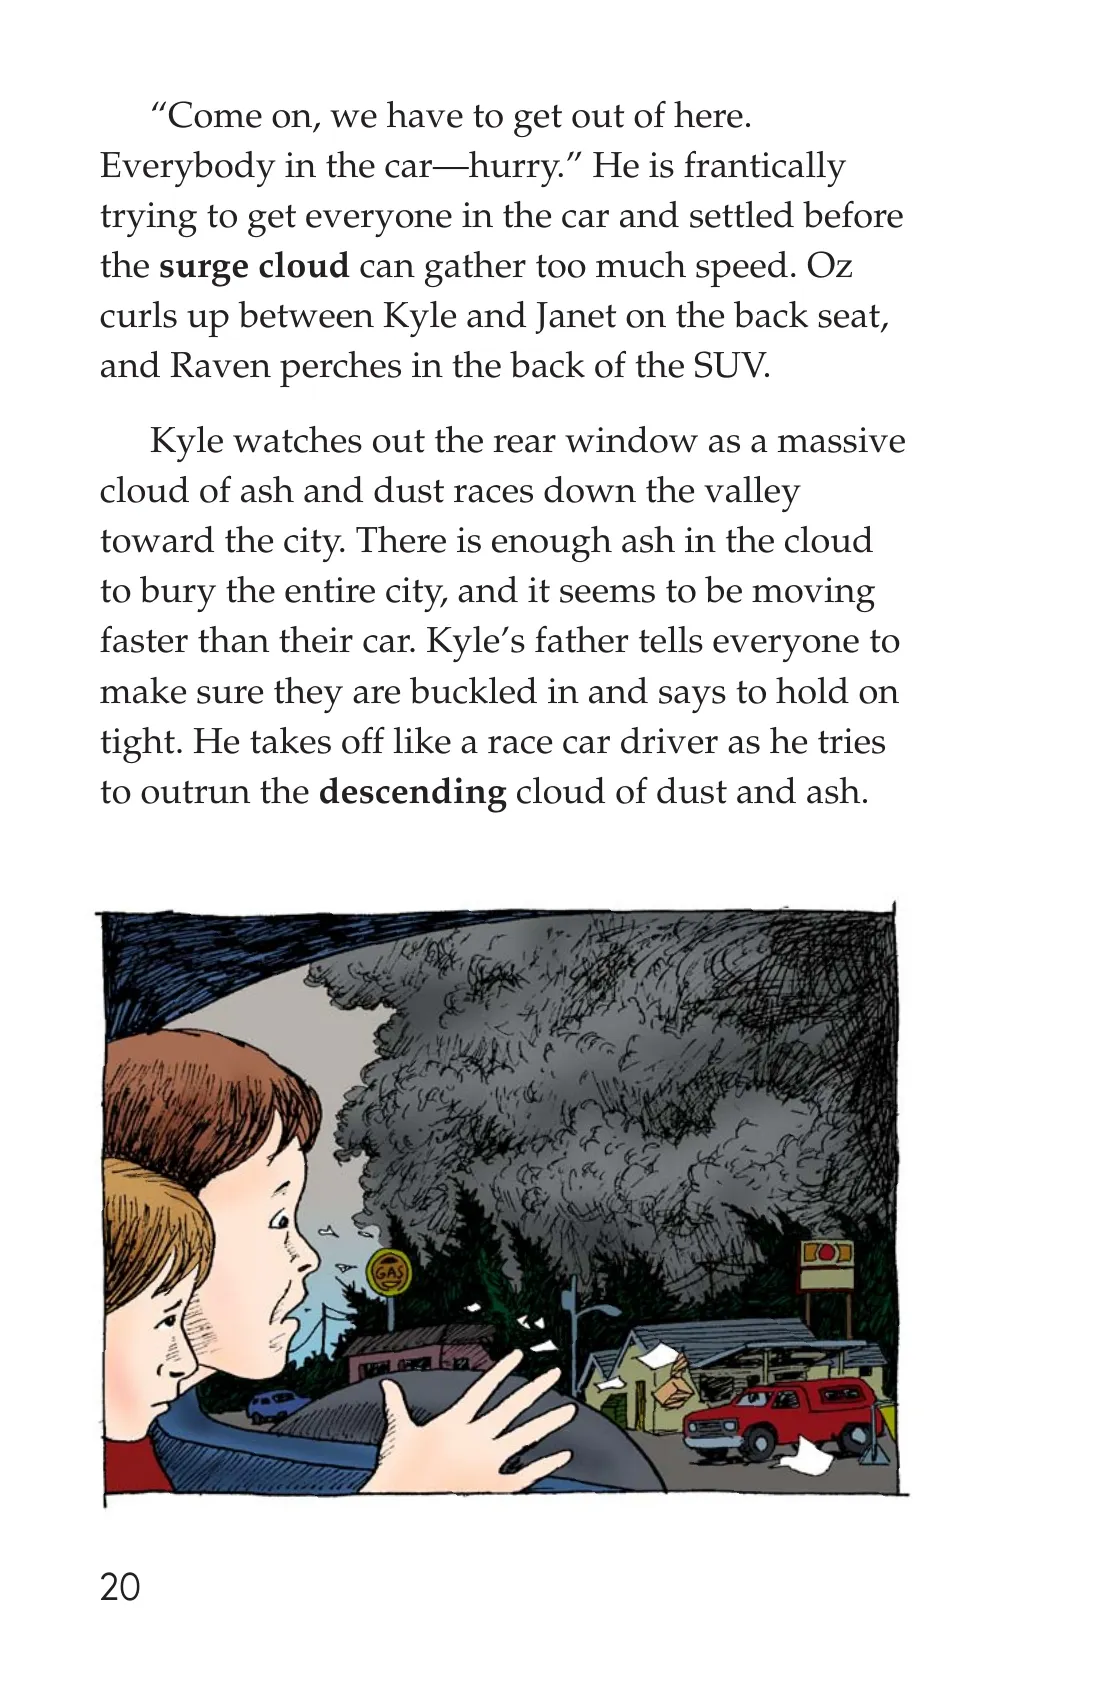 “Come on, we have to get out of here.
Everybody in the car—hurry.” He is frantically
trying to get everyone in the car and settled before
the surge cloud can gather too much speed. Oz
curls up between Kyle and Janet on the back seat,
and Raven perches in the back of the SUV.
Kyle watches out the rear window as a massive
cloud of ash and dust races down the valley
toward the city. There is enough ash in the cloud
to bury the entire city, and it seems to be moving
faster than their car. Kyle’s father tells everyone to
make sure they are buckled in and says to hold on
tight. He takes off like a race car driver as he tries
to outrun the descending cloud of dust and ash.
GAS
20